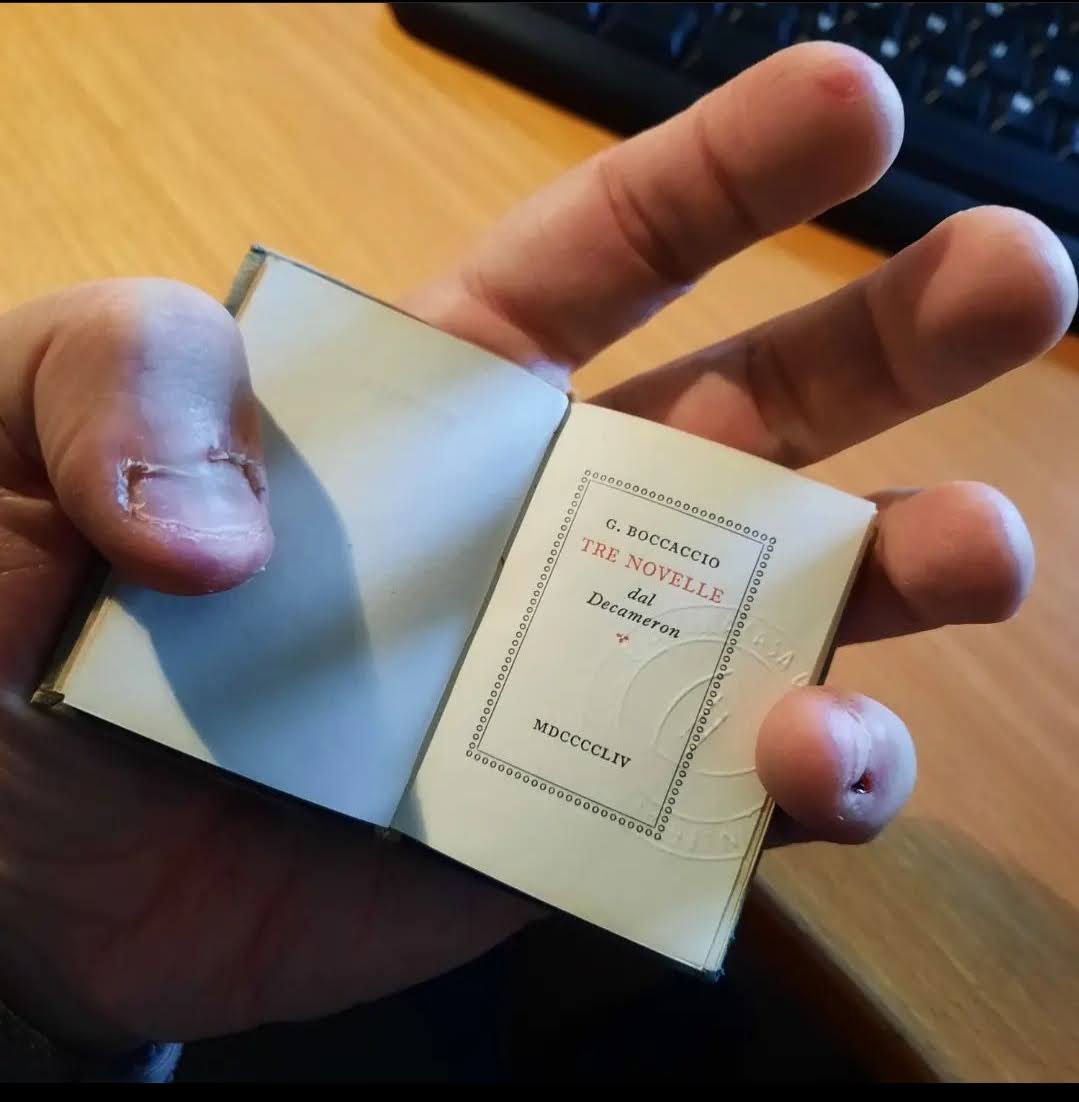 G. BOCCACCIO
TRE NOVELLE
dal
Decameron
MDCCCCLIV